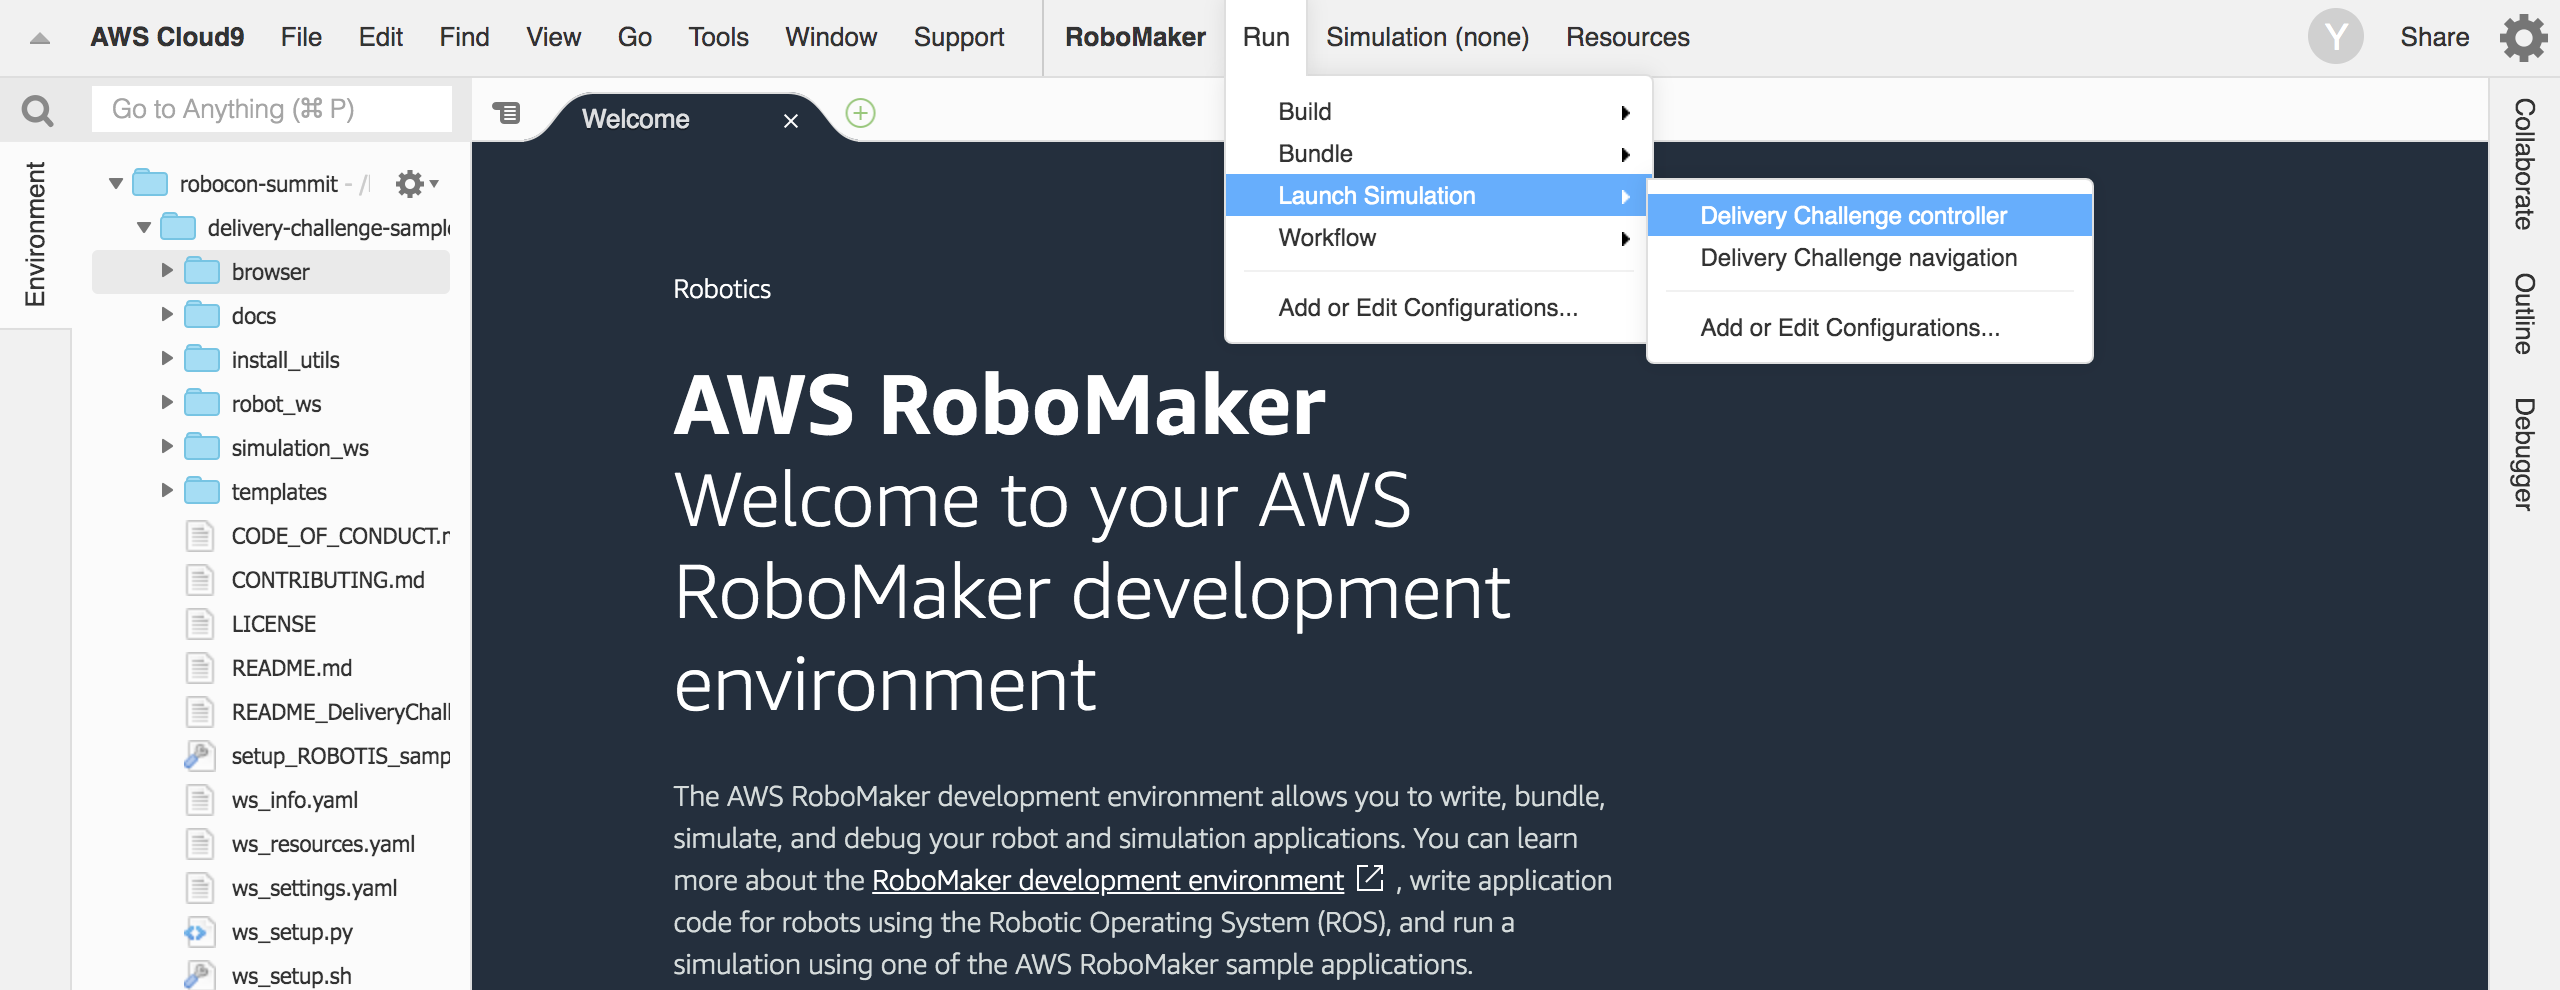 AWS Cloud9 File Edit Find View Go Tools Window Support RoboMaker Run Simulation (none) Resources Y Share
Go to Anything (⌘ P)
Welcome
Environment
robocon-summit - /
delivery-challenge-sampl
browser
docs
install_utils
robot_ws
simulation_ws
templates
CODE_OF_CONDUCT.
CONTRIBUTING.md
LICENSE
README.md
README_DeliveryChall
setup_ROBOTIS_samp
ws_info.yaml
ws_resources.yaml
ws_settings.yaml
ws_setup.py
ws_setup.sh
Build
Bundle
Launch Simulation
Workflow
Add or Edit Configurations...
Delivery Challenge controller
Delivery Challenge navigation
Add or Edit Configurations...
Robotics
AWS RoboMaker
Welcome to your AWS
RoboMaker development
environment
The AWS RoboMaker development environment allows you to write, bundle,
simulate, and debug your robot and simulation applications. You can learn
more about the RoboMaker development environment , write application
code for robots using the Robotic Operating System (ROS), and run a
simulation using one of the AWS RoboMaker sample applications.
Collaborate
Outline
Debugger